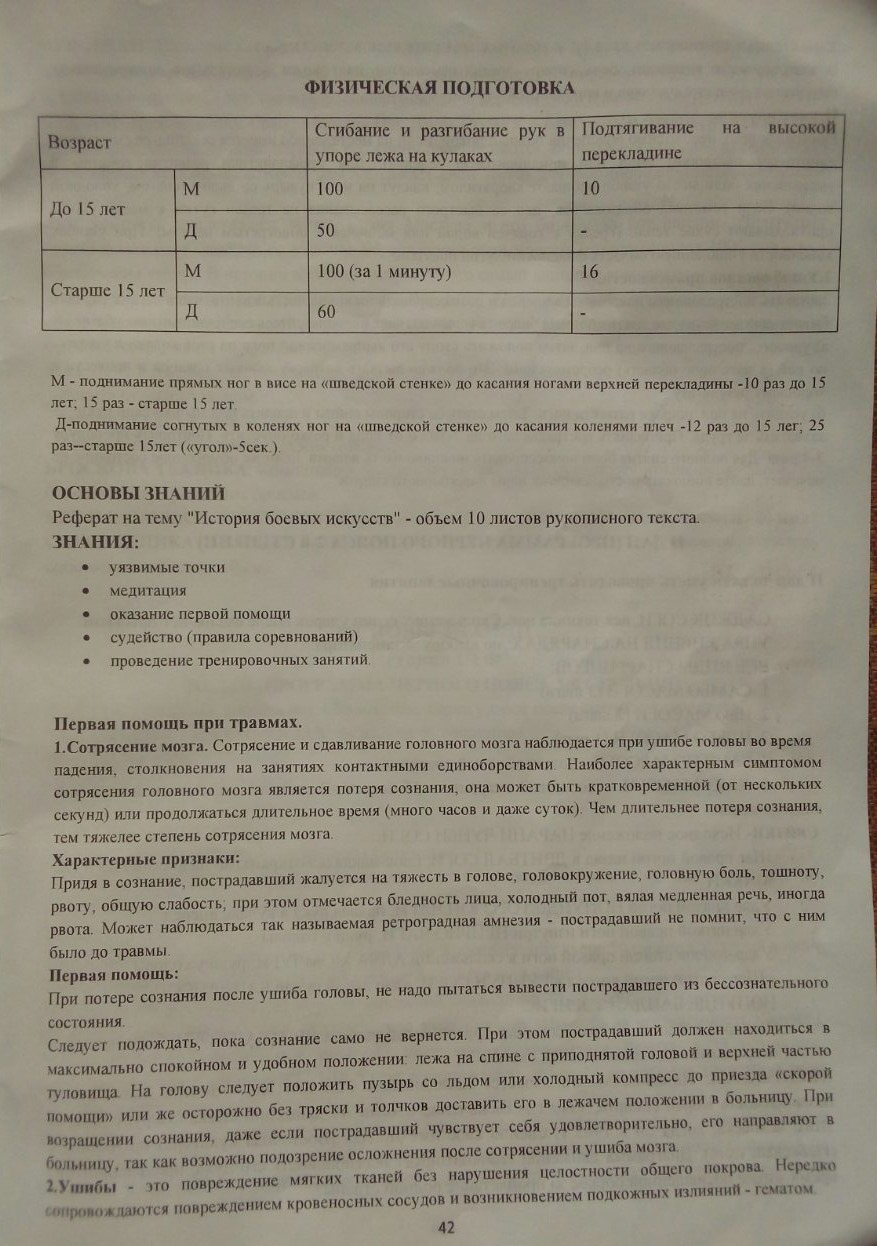 ФИЗИЧЕСКАЯ ПОДГОТОВКА
Возраст
Сгибание и разгибание рук в
упоре лежа на кулаках
Подтягивание на высокой
перекладине
До 15 лет
М
100
10
Д
50
-
Старше 15 лет
М
100 (за 1 минуту)
16
Д
60
-
М - поднимание прямых ног в висе на «шведской стенке» до касания ногами верхней перекладины -10 раз до 15
лет; 15 раз - старше 15 лет.
Д-поднимание согнутых в коленях ног на «шведской стенке» до касания коленями плеч -12 раз до 15 лет; 25
раз–старше 15лет («угол»-5сек.).
ОСНОВЫ ЗНАНИЙ
Реферат на тему "История боевых искусств" - объем 10 листов рукописного текста.
ЗНАНИЯ:
• уязвимые точки
• медитация
• оказание первой помощи
• судейство (правила соревнований)
• проведение тренировочных занятий.
Первая помощь при травмах.
1.Сотрясение мозга. Сотрясение и сдавливание головного мозга наблюдается при ушибе головы во время
падения, столкновения на занятиях контактными единоборствами. Наиболее характерным симптомом
сотрясения головного мозга является потеря сознания, она может быть кратковременной (от нескольких
секунд) или продолжаться длительное время (много часов и даже суток). Чем длительнее потеря сознания,
тем тяжелее степень сотрясения мозга.
Характерные признаки:
Придя в сознание, пострадавший жалуется на тяжесть в голове, головокружение, головную боль, тошноту,
рвоту, общую слабость; при этом отмечается бледность лица, холодный пот, вялая медленная речь, иногда
рвота. Может наблюдаться так называемая ретроградная амнезия - пострадавший не помнит, что с ним
было до травмы.
Первая помощь:
При потере сознания после ушиба головы, не надо пытаться вывести пострадавшего из бессознательного
состояния.
Следует подождать, пока сознание само не вернется. При этом пострадавший должен находиться в
максимально спокойном и удобном положении: лежа на спине с приподнятой головой и верхней частью
туловища. На голову следует положить пузырь со льдом или холодный компресс до приезда «скорой
помощи» или же осторожно без тряски и толчков доставить его в лежачем положении в больницу. При
возращении сознания, даже если пострадавший чувствует себя удовлетворительно, его направляют в
больницу, так как возможно подозрение осложнения после сотрясении и ушиба мозга.
2.Ушибы - это повреждение мягких тканей без нарушения целостности общего покрова. Нередко
сопровождаются повреждением кровеносных сосудов и возникновением подкожных излияний - гематом.
42